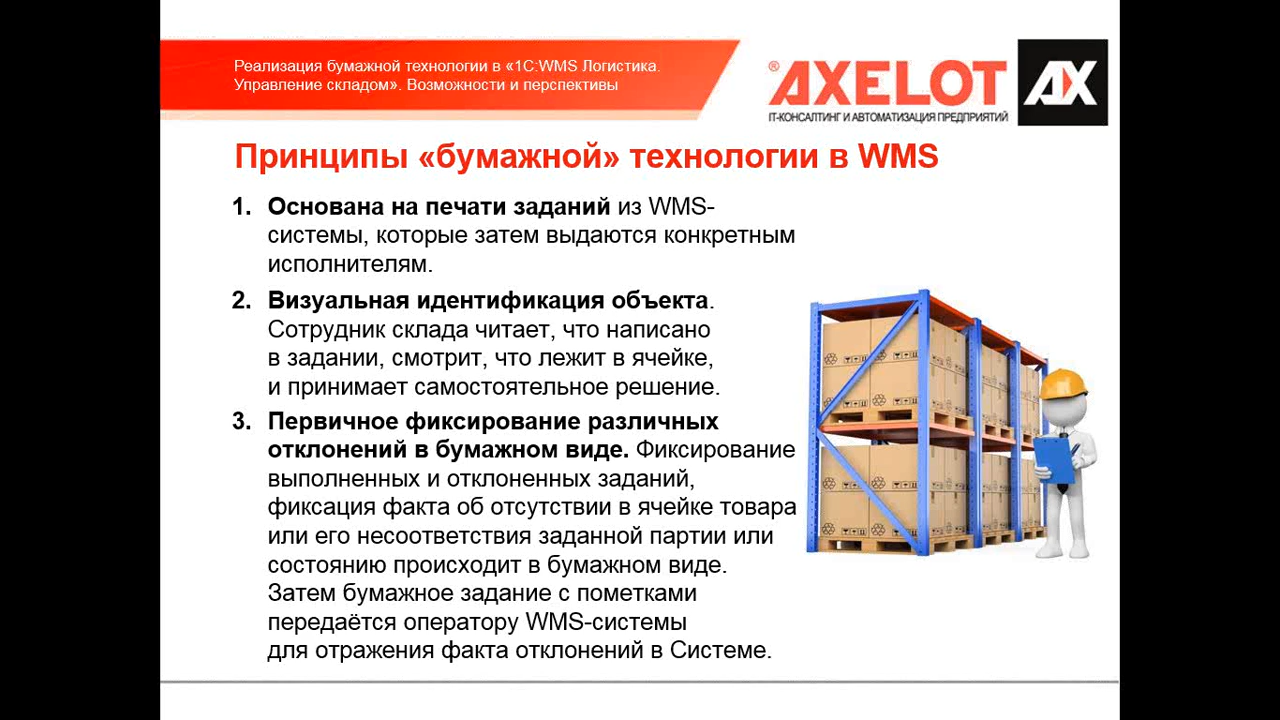 Реализация бумажной технологии в «1С:WMS Логистика.
Управление складом». Возможности и перспективы
® AXELOT AX
IT-КОНСАЛТИНГ И АВТОМАТИЗАЦИЯ ПРЕДПРИЯТИЙ
Принципы «бумажной» технологии в WMS
1. Основана на печати заданий из WMS-
системы, которые затем выдаются конкретным
исполнителям.
2. Визуальная идентификация объекта.
Сотрудник склада читает, что написано
в задании, смотрит, что лежит в ячейке,
и принимает самостоятельное решение.
3. Первичное фиксирование различных
отклонений в бумажном виде. Фиксирование
выполненных и отклоненных заданий,
фиксация факта об отсутствии в ячейке товара
или его несоответствия заданной партии или
состоянию происходит в бумажном виде.
Затем бумажное задание с пометками
передаётся оператору WMS-системы
для отражения факта отклонений в Системе.